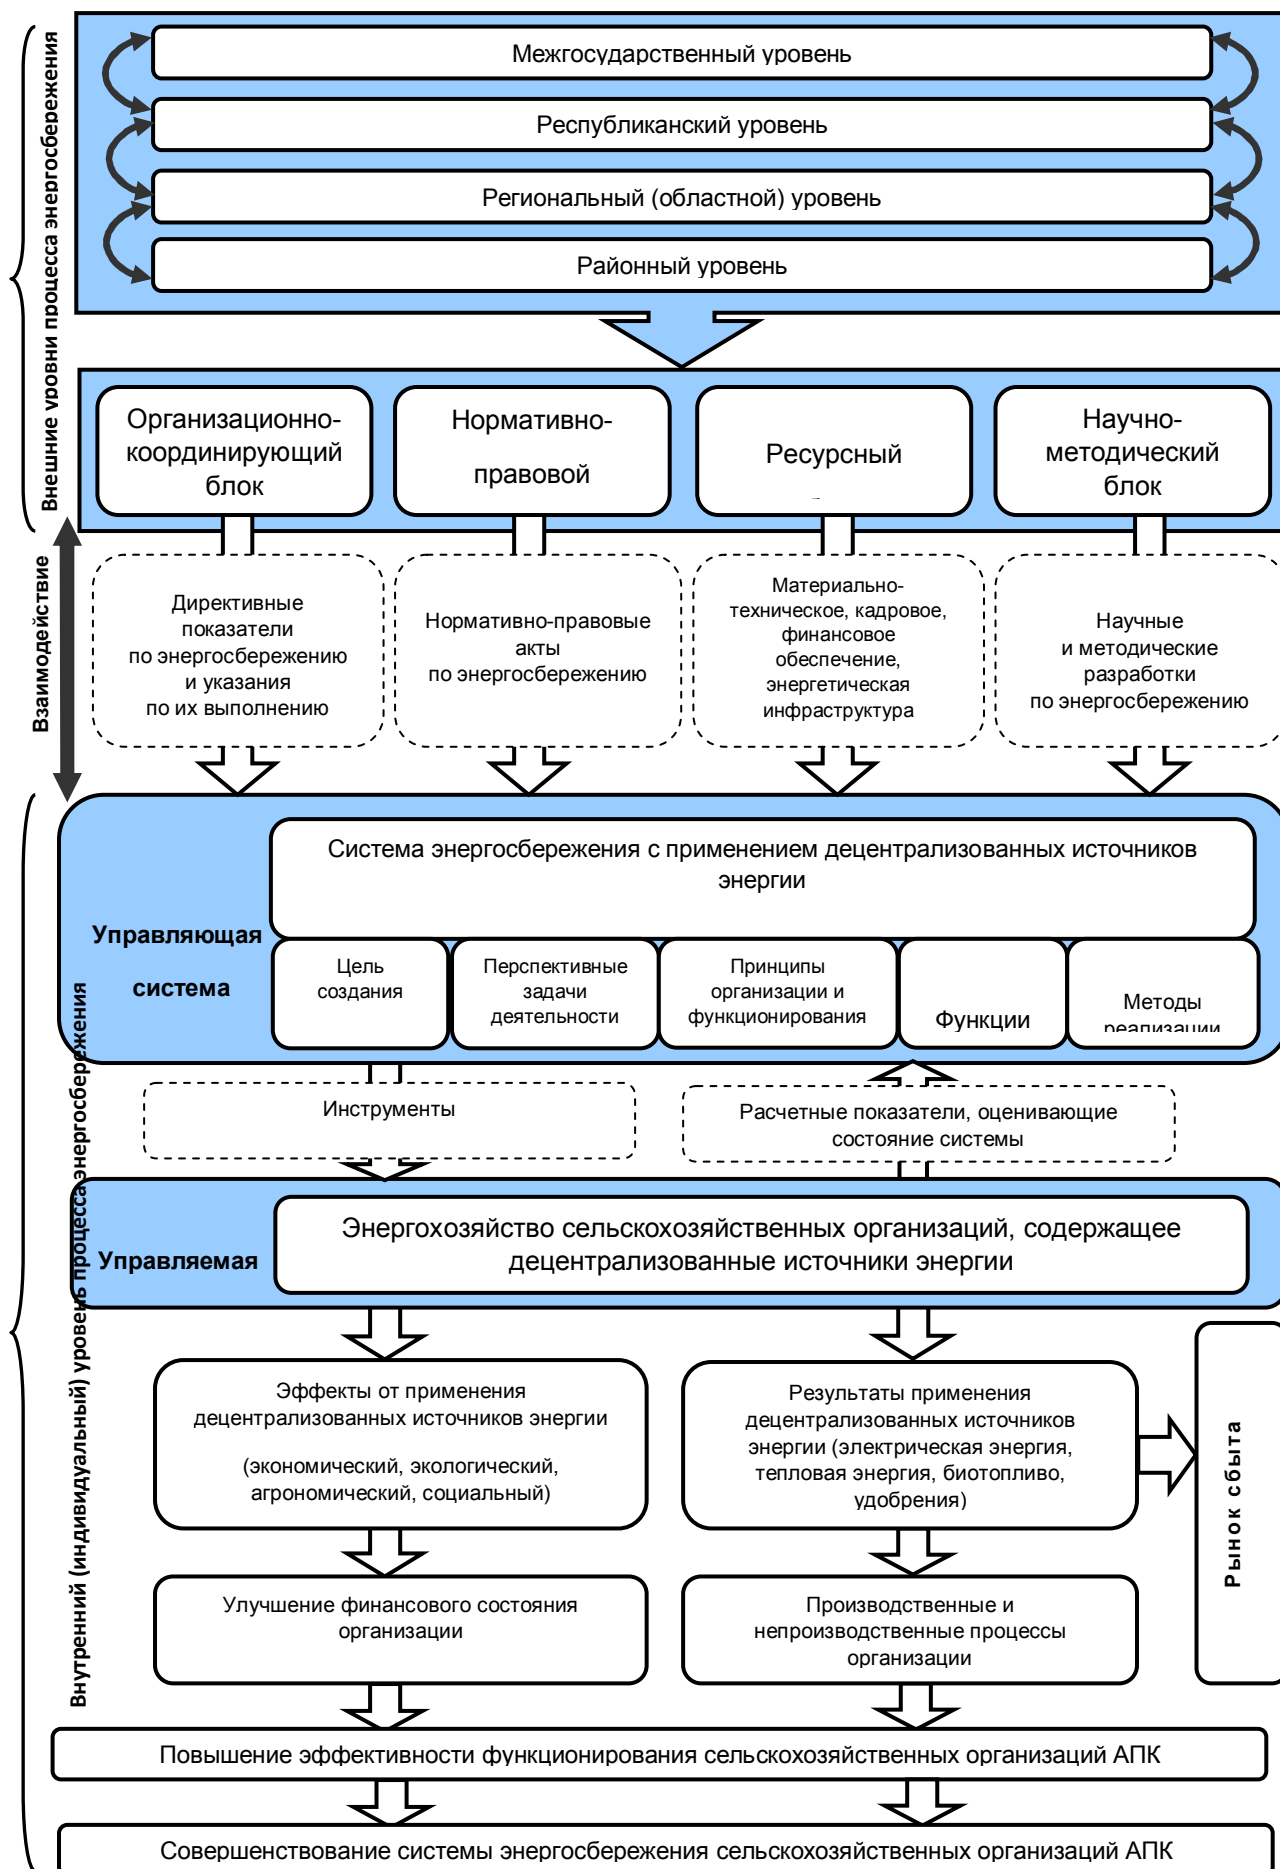 Внешние уровни процесса энергосбережения
Межгосударственный уровень
Республиканский уровень
Региональный (областной) уровень
Районный уровень
Организационно-
координирующий
блок
Нормативно-
правовой
Ресурсный
Научно-
методический
блок
Взаимодействие
Директивные
показатели
по энергосбережению
и указания
по их выполнению
Нормативно-правовые
акты
по энергосбережению
Материально-
техническое, кадровое,
финансовое
обеспечение,
энергетическая
инфраструктура
Научные
и методические
разработки
по энергосбережению
Внутренний (индивидуальный) уровень процесса энергосбережения
Управляющая
система
Система энергосбережения с применением децентрализованных источников
энергии
Цель
создания
Перспективные
задачи
деятельности
Принципы
организации и
функционирования
Функции
Методы
реализации
Инструменты
Расчетные показатели, оценивающие
состояние системы
Управляемая
Энергохозяйство сельскохозяйственных организаций, содержащее
децентрализованные источники энергии
Эффекты от применения
децентрализованных источников энергии
(экономический, экологический,
агрономический, социальный)
Результаты применения
децентрализованных источников
энергии (электрическая энергия,
тепловая энергия, биотопливо,
удобрения)
Рынок сбыта
Улучшение финансового состояния
организации
Производственные и
непроизводственные процессы
организации
Повышение эффективности функционирования сельскохозяйственных организаций АПК
Совершенствование системы энергосбережения сельскохозяйственных организаций АПК